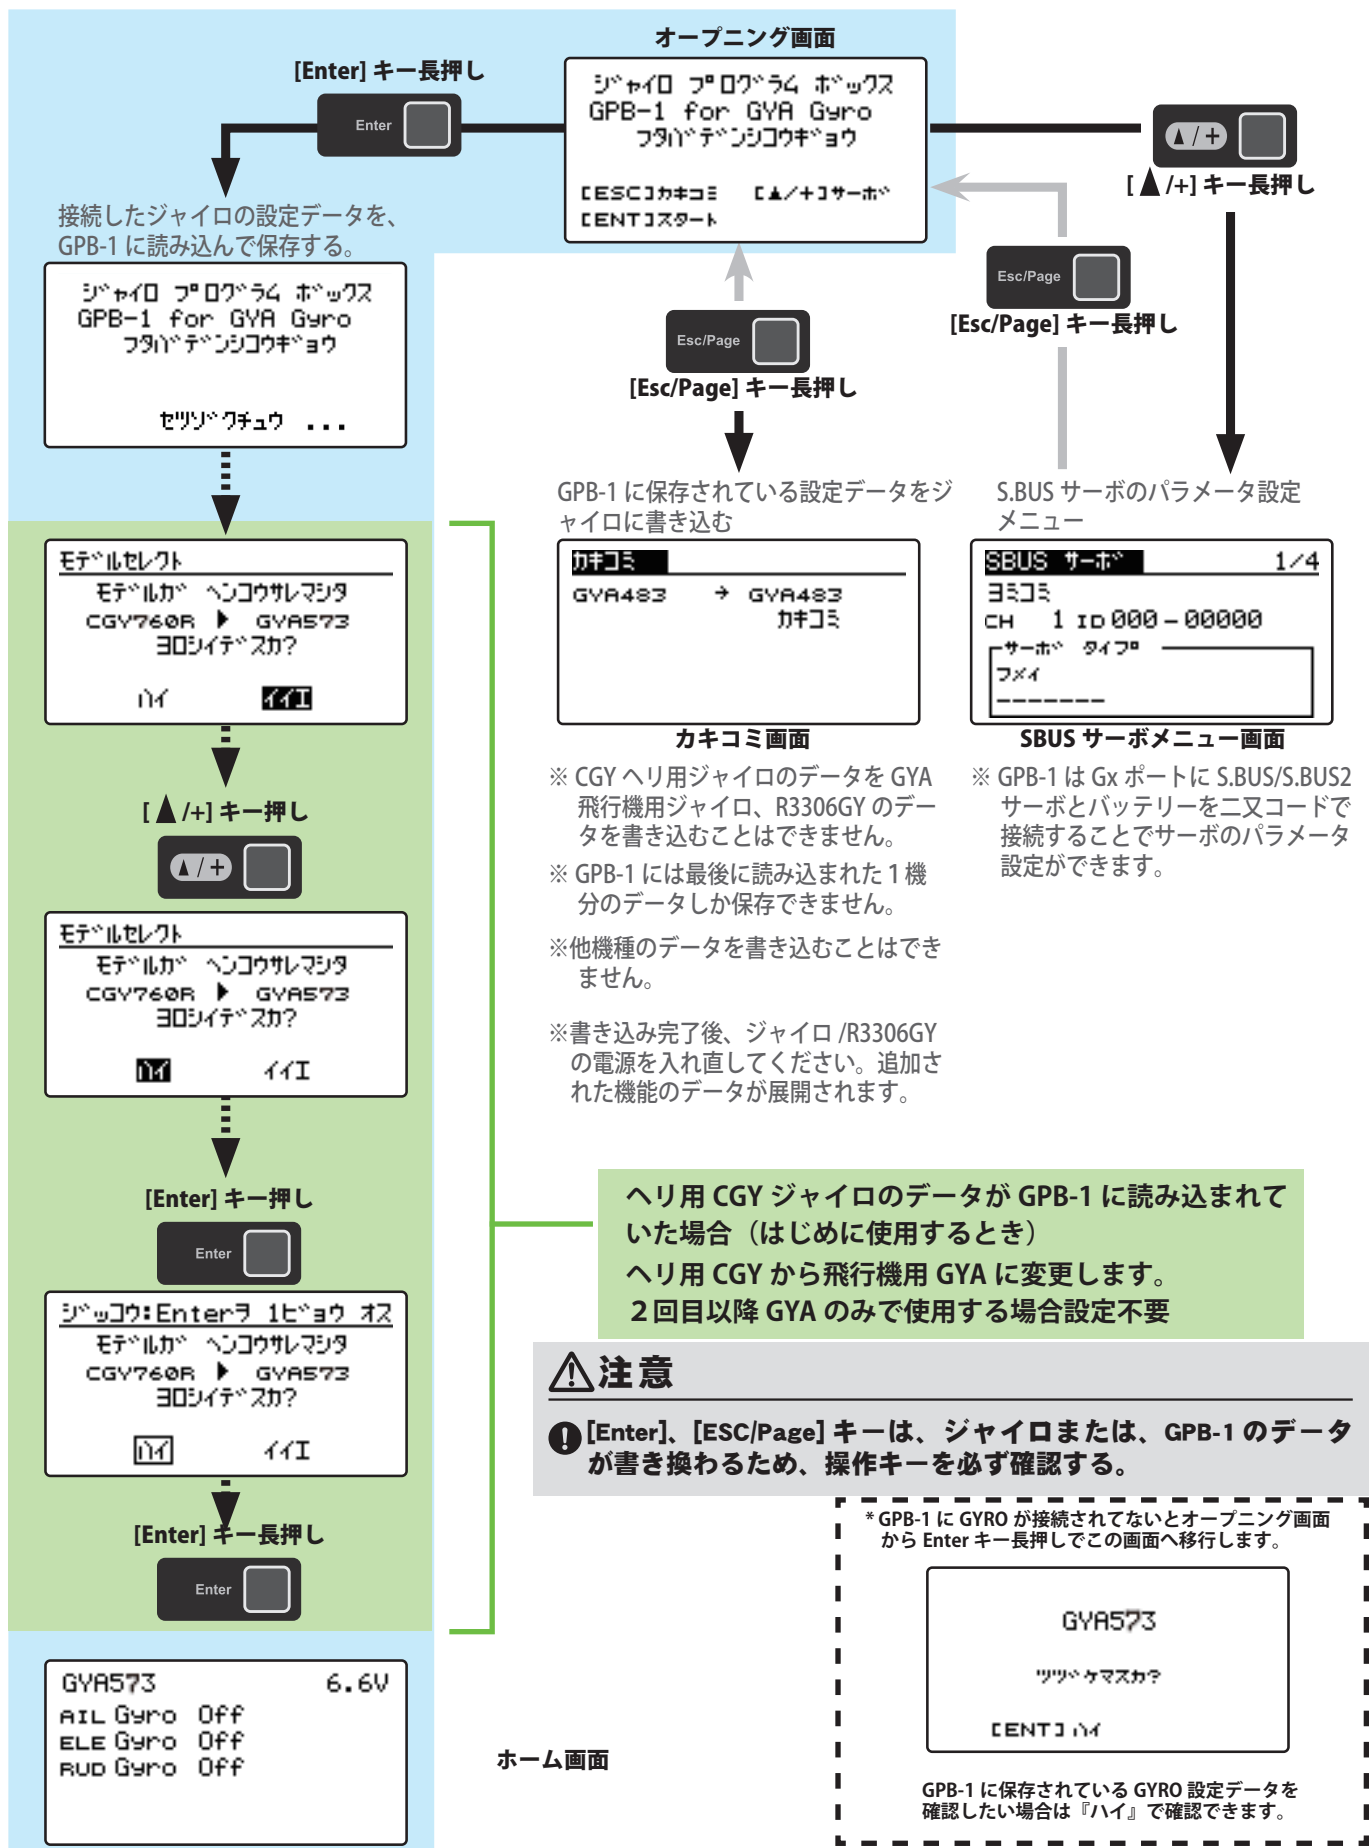 オープニング画面
[Enter] キー長押し
Enter
ジャイロ プログラム ボックス
GPB-1 for GYA Gyro
フタバデンシコウギョウ
[ESC]カキコミ [▲/+]サーボ
[ENT]スタート
▲/+
[▲/+] キー長押し
接続したジャイロの設定データを、
GPB-1 に読み込んで保存する。
ジャイロ プログラム ボックス
GPB-1 for GYA Gyro
フタバデンシコウギョウ
セツゾクチュウ ...
Esc/Page
[Esc/Page] キー長押し
Esc/Page
[Esc/Page] キー長押し
GPB-1 に保存されている設定データをジ
ャイロに書き込む
カキコミ
GYA483 → GYA483
カキコミ
カキコミ画面
※ CGY ヘリ用ジャイロのデータを GYA
飛行機用ジャイロ、R3306GY のデー
タを書き込むことはできません。
※ GPB-1 には最後に読み込まれた 1 機
分のデータしか保存できません。
※他機種のデータを書き込むことはでき
ません。
※書き込み完了後、ジャイロ /R3306GY
の電源を入れ直してください。追加さ
れた機能のデータが展開されます。
S.BUS サーボのパラメータ設定
メニュー
SBUS サーボ 1/4
ヨミコミ
CH 1 ID 000-00000
サーボ タイプ
フメイ
-------
SBUS サーボメニュー画面
※ GPB-1 は Gx ポートに S.BUS/S.BUS2
サーボとバッテリーを二又コードで
接続することでサーボのパラメータ
設定ができます。
モデルセレクト
モデルガ ヘンコウサレマシタ
CGY760R ▶ GYA573
ヨロシイデスカ?
ハイ イイエ
[▲/+] キー押し
▲/+
モデルセレクト
モデルガ ヘンコウサレマシタ
CGY760R ▶ GYA573
ヨロシイデスカ?
ハイ イイエ
[Enter] キー押し
Enter
ジッコウ:Enterヲ 1ビョウ オス
モデルガ ヘンコウサレマシタ
CGY760R ▶ GYA573
ヨロシイデスカ?
ハイ イイエ
[Enter] キー長押し
Enter
ヘリ用 CGY ジャイロのデータが GPB-1 に読み込まれて
いた場合（はじめに使用するとき）
ヘリ用 CGY から飛行機用 GYA に変更します。
２回目以降 GYA のみで使用する場合設定不要
注意
[Enter]、[ESC/Page] キーは、ジャイロまたは、GPB-1 のデータ
が書き換わるため、操作キーを必ず確認する。
* GPB-1 に GYRO が接続されてないとオープニング画面
から Enter キー長押しでこの画面へ移行します。
GYA573
ツヅケマスカ?
[ENT] ハイ
GPB-1 に保存されている GYRO 設定データを
確認したい場合は『ハイ』で確認できます。
GYA573 6.6V
AIL Gyro Off
ELE Gyro Off
RUD Gyro Off
ホーム画面